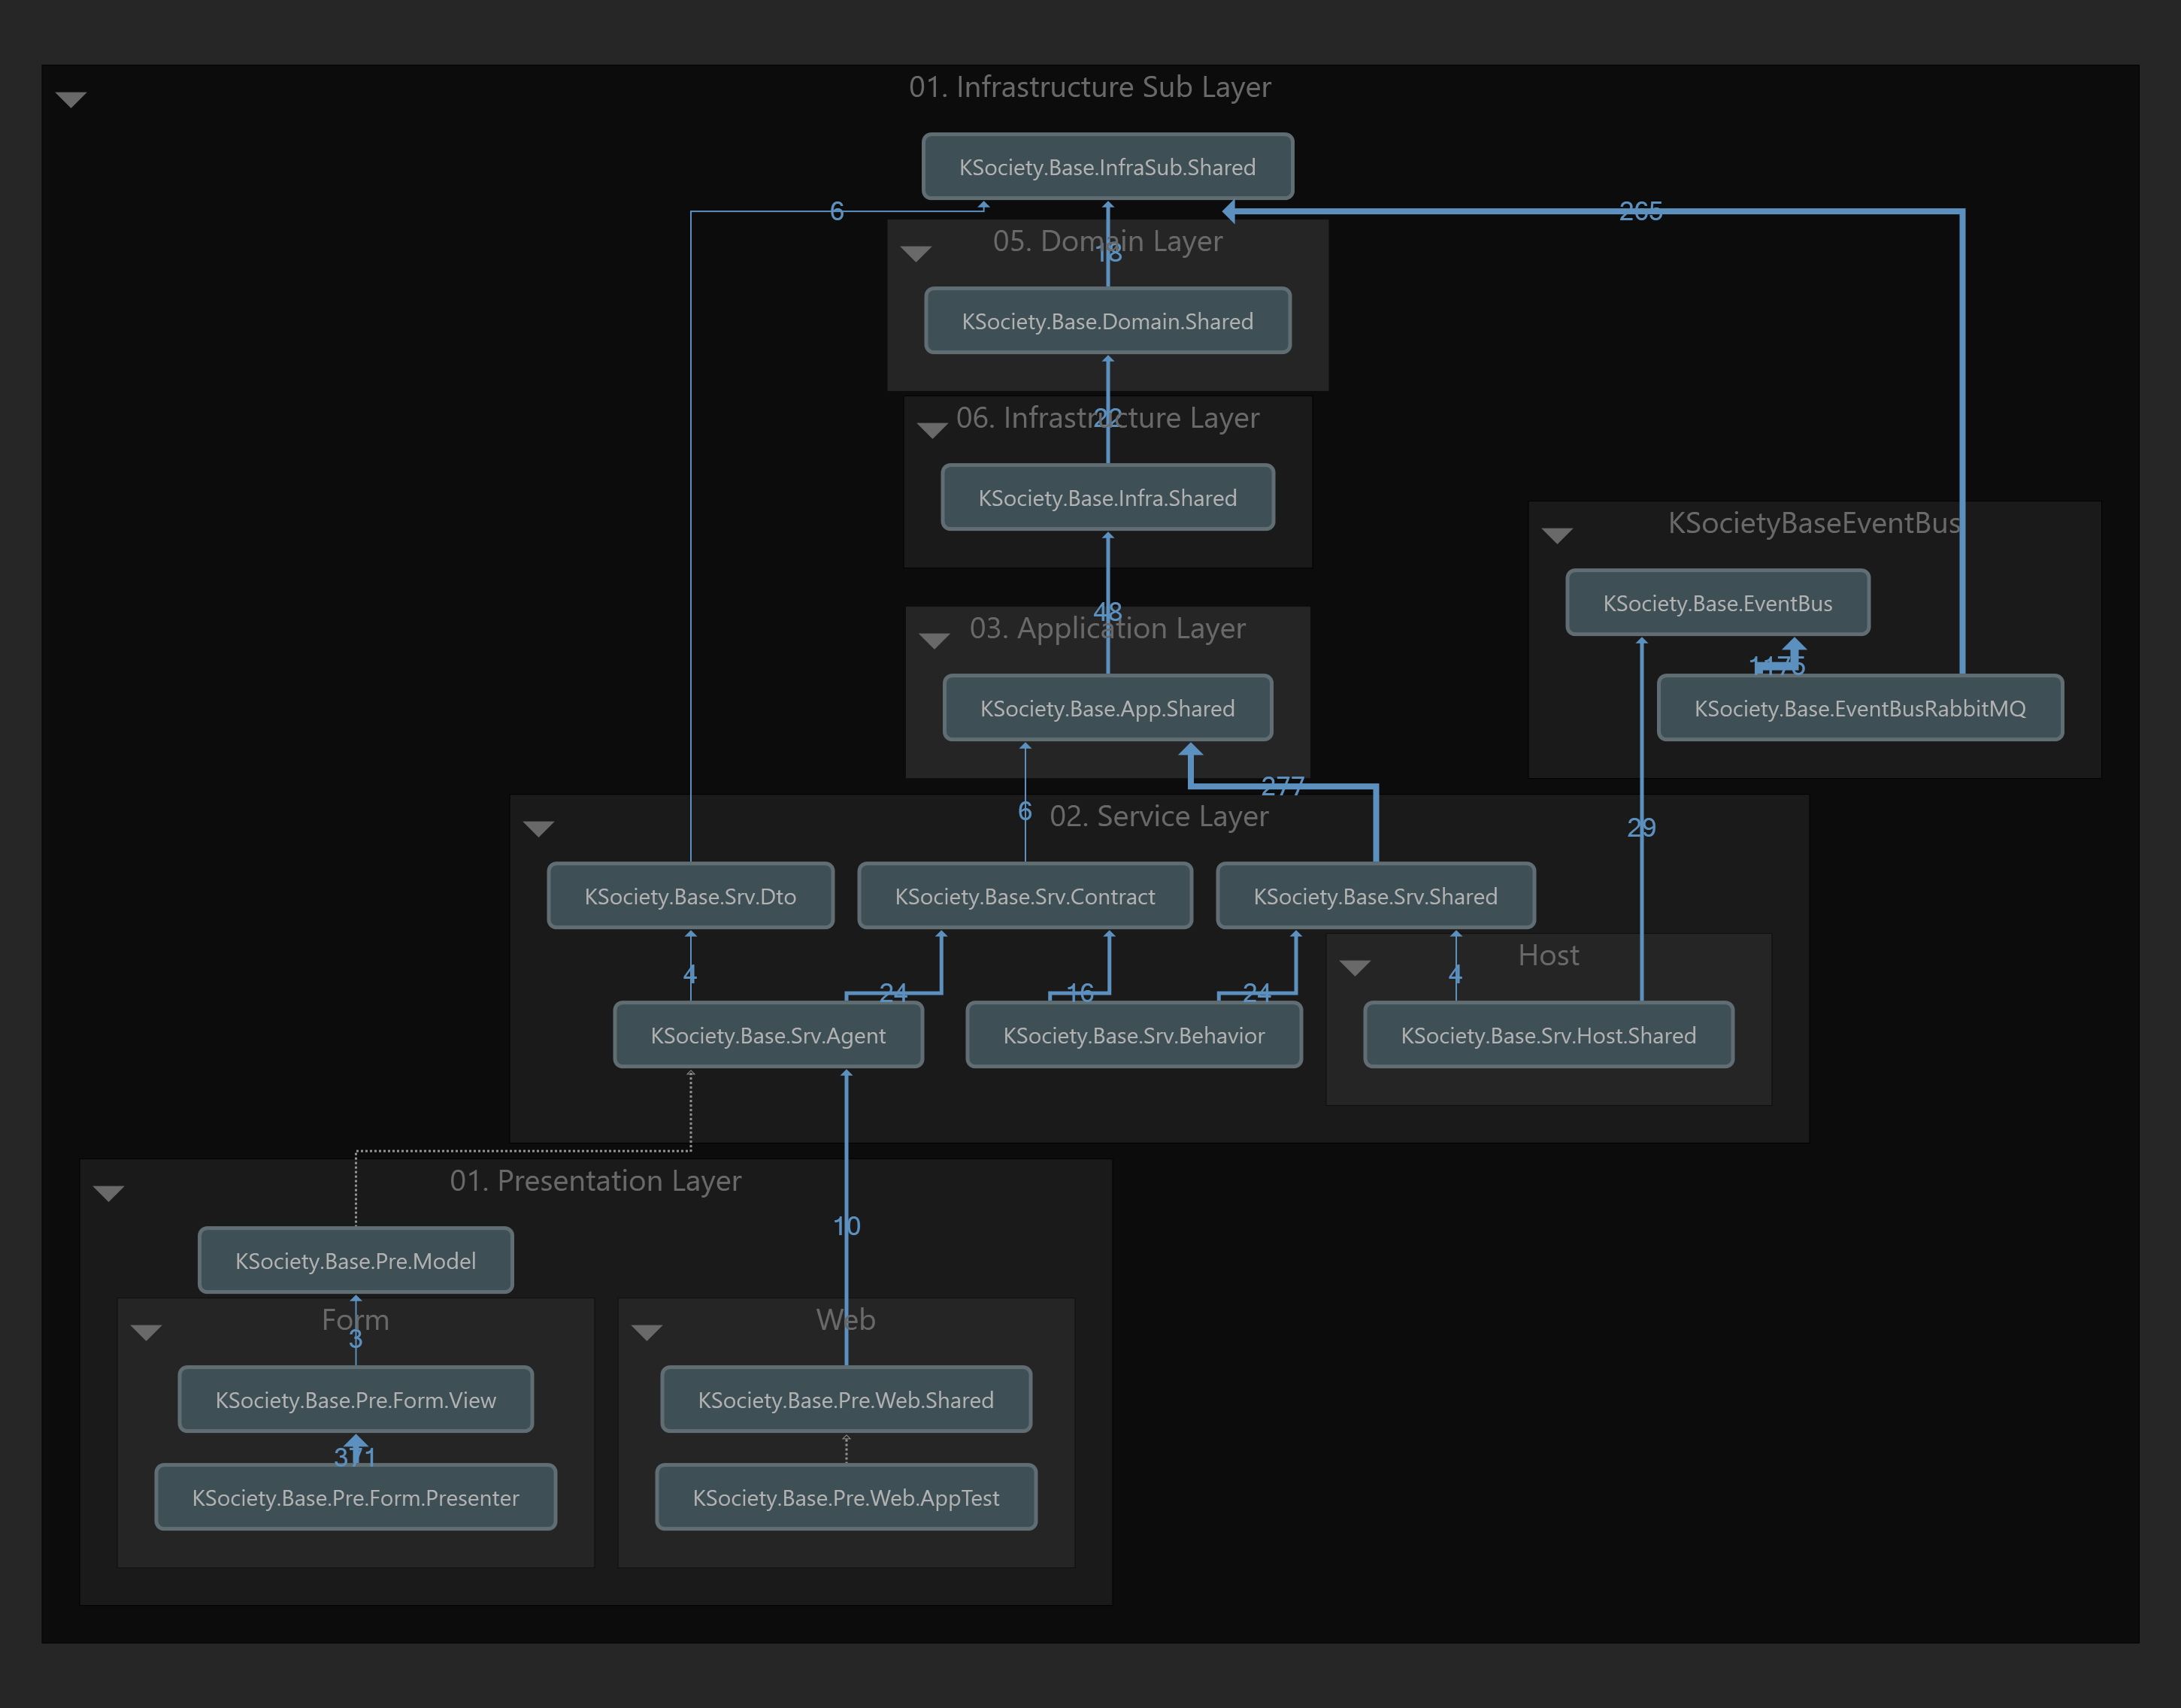 01. Infrastructure Sub Layer
KSociety.Base.InfraSub.Shared
6
265
05. Domain Layer
18
KSociety.Base.Domain.Shared
06. Infrastructure Layer
22
KSociety.Base.Infra.Shared
KSocietyBaseEventBus
KSociety.Base.EventBus
48
03. Application Layer
1175
KSociety.Base.App.Shared
KSociety.Base.EventBusRabbitMQ
277
6
02. Service Layer
29
KSociety.Base.Srv.Dto
KSociety.Base.Srv.Contract
KSociety.Base.Srv.Shared
Host
4
24
16
24
4
KSociety.Base.Srv.Agent
KSociety.Base.Srv.Behavior
KSociety.Base.Srv.Host.Shared
01. Presentation Layer
10
KSociety.Base.Pre.Model
Form
3
Web
KSociety.Base.Pre.Form.View
KSociety.Base.Pre.Web.Shared
371
KSociety.Base.Pre.Form.Presenter
KSociety.Base.Pre.Web.AppTest